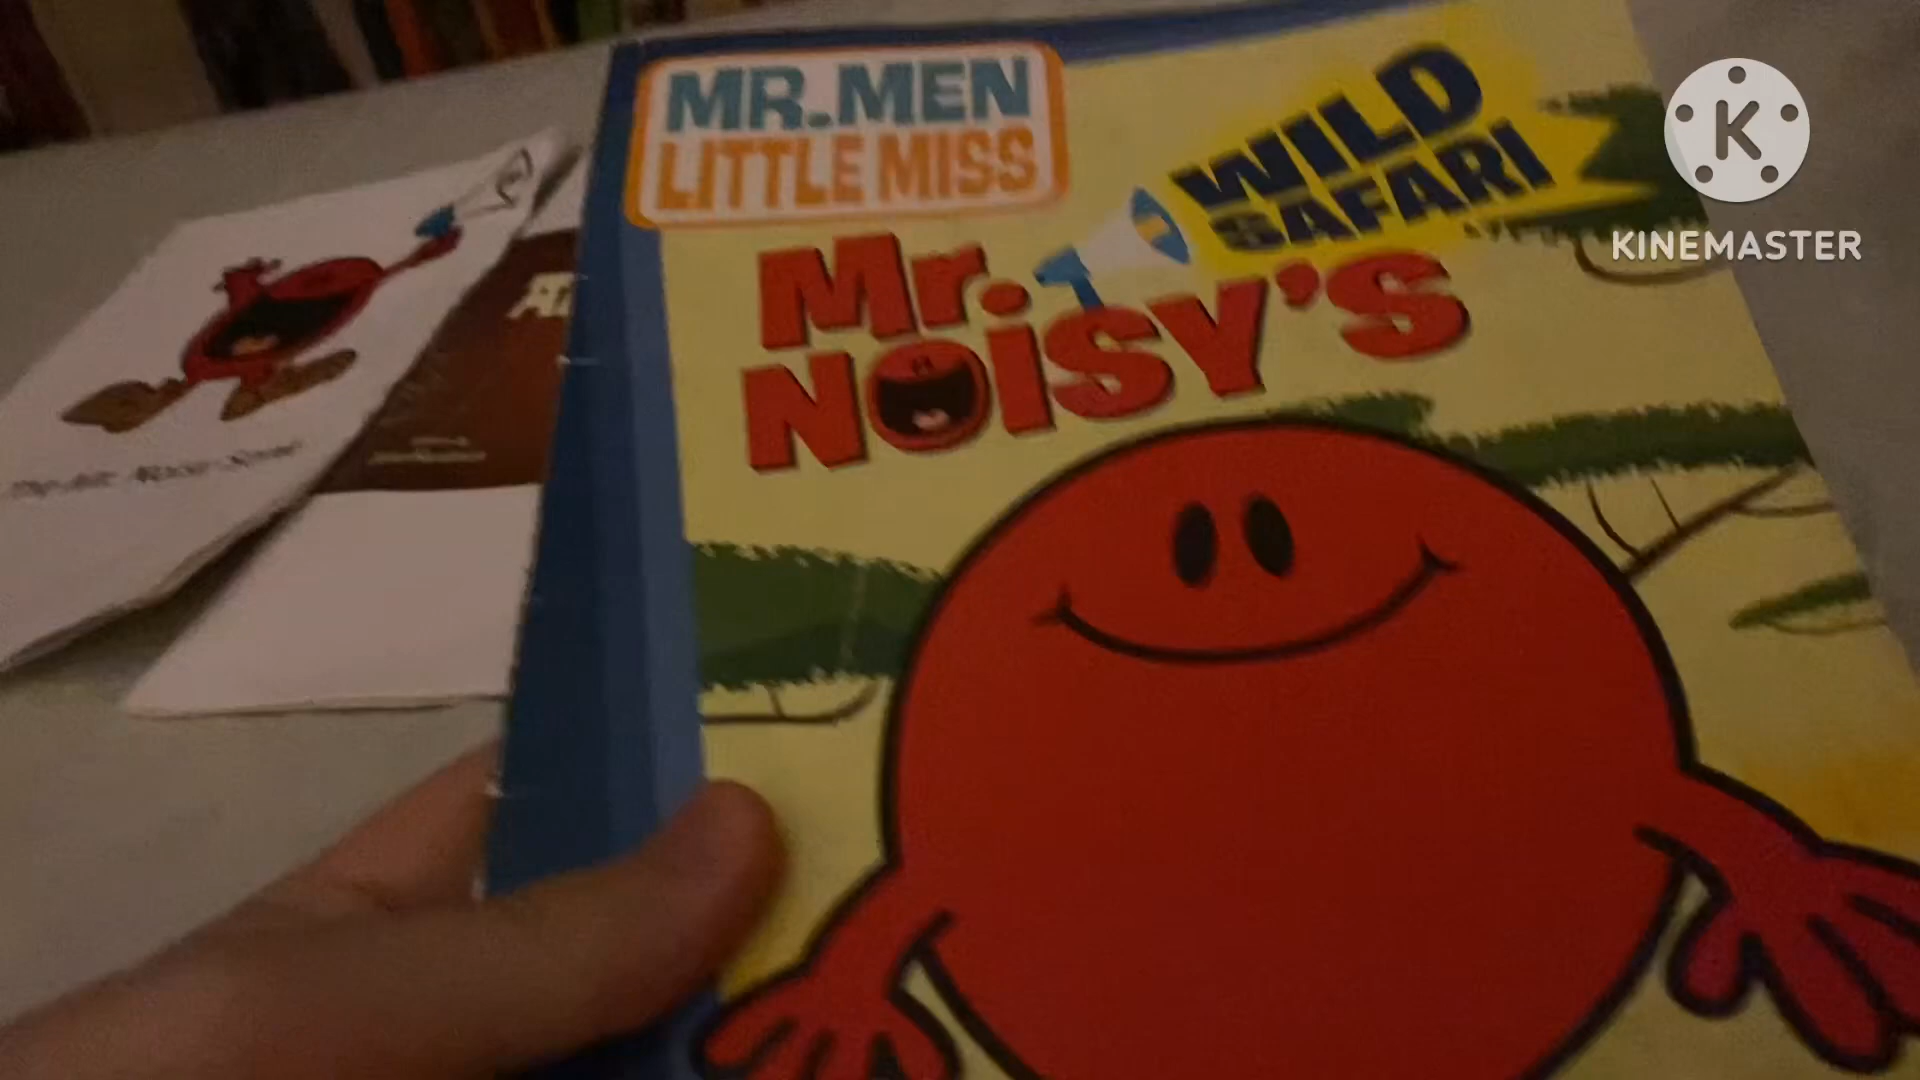 MR. MEN
LITTLE MISS
WILD
SAFARI
Mr.
NOISY'S
K
KINEMASTER